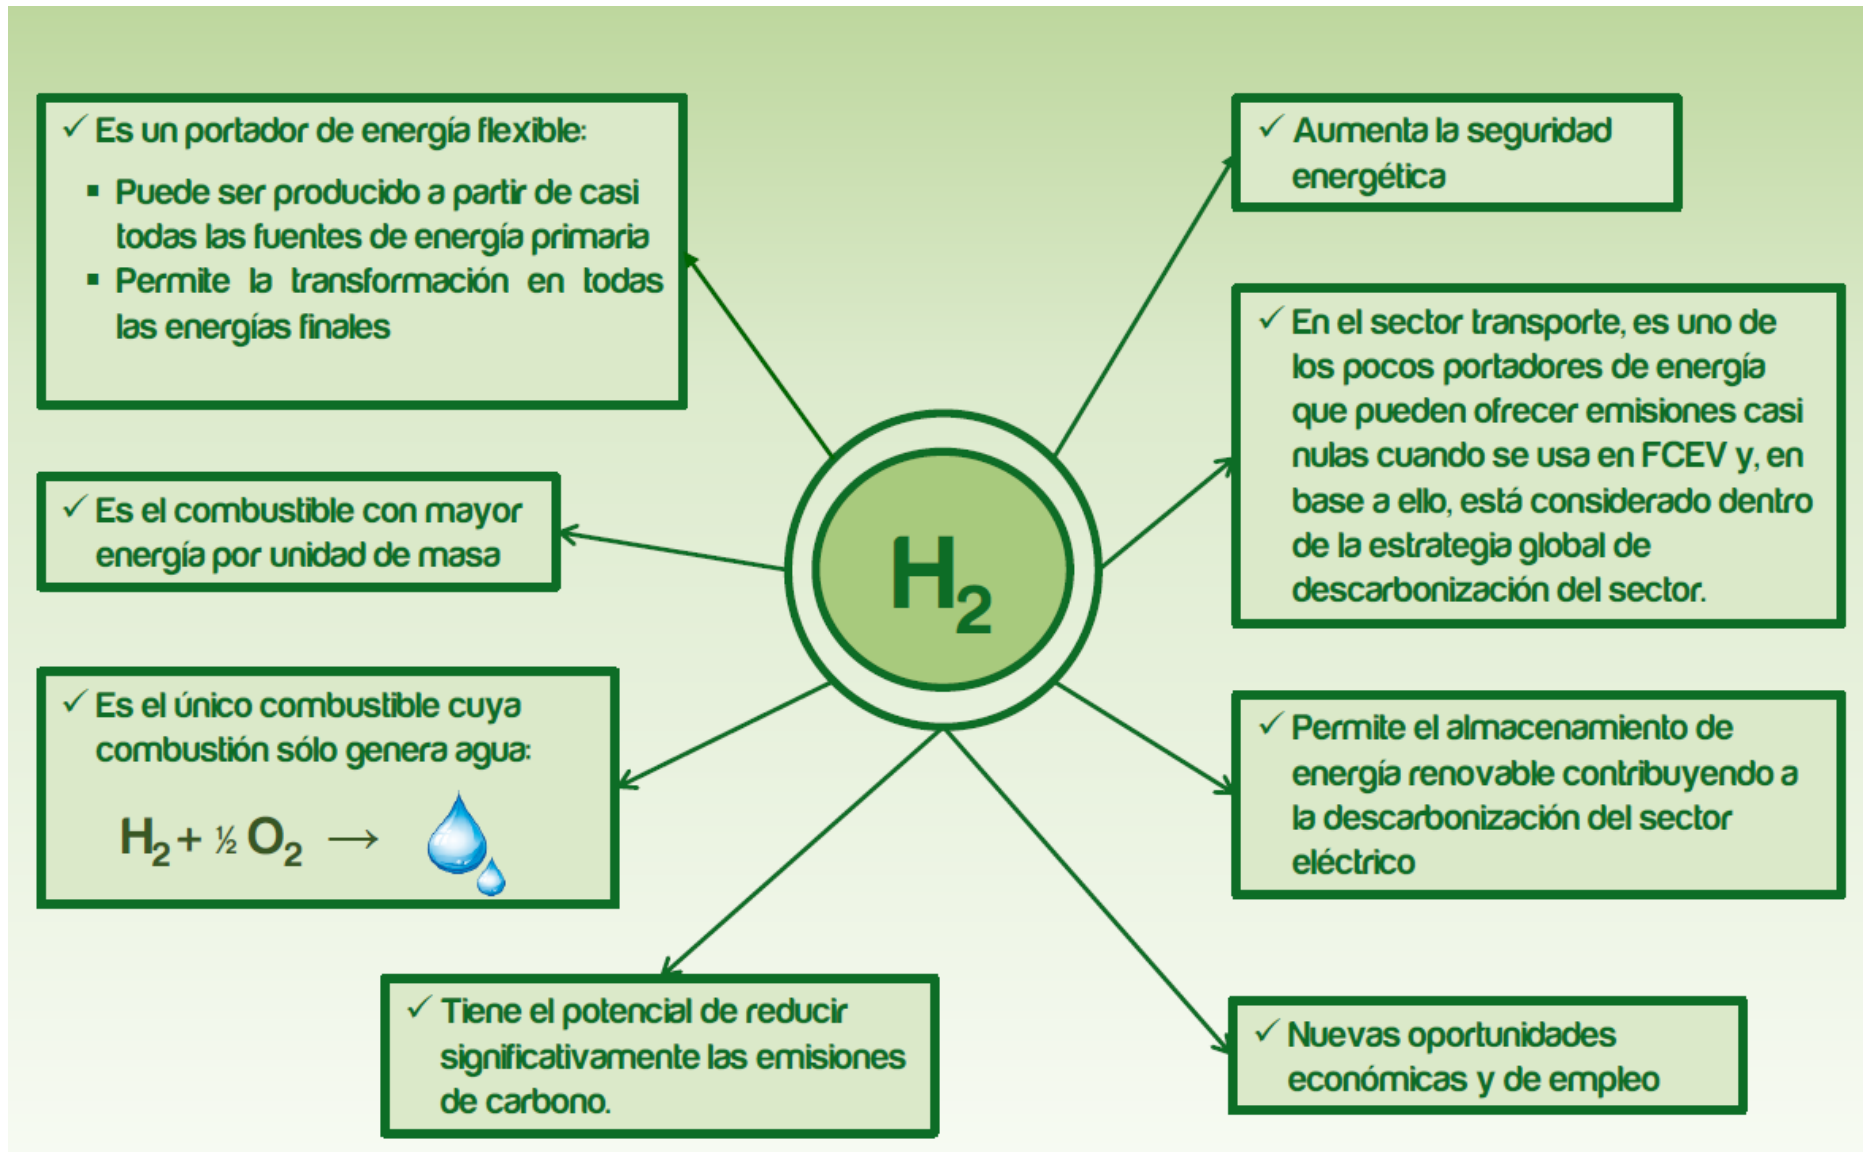 ✓ Es un portador de energía flexible:
▪ Puede ser producido a partir de casi
todas las fuentes de energía primaria
▪ Permite la transformación en todas
las energías finales
✓ Es el combustible con mayor
energía por unidad de masa
✓ Es el único combustible cuya
combustión sólo genera agua:
H₂ + ½ O₂ →
✓ Tiene el potencial de reducir
significativamente las emisiones
de carbono.
H₂
✓ Aumenta la seguridad
energética
✓ En el sector transporte, es uno de
los pocos portadores de energía
que pueden ofrecer emisiones casi
nulas cuando se usa en FCEV y, en
base a ello, está considerado dentro
de la estrategia global de
descarbonización del sector.
✓ Permite el almacenamiento de
energía renovable contribuyendo a
la descarbonización del sector
eléctrico
✓ Nuevas oportunidades
económicas y de empleo